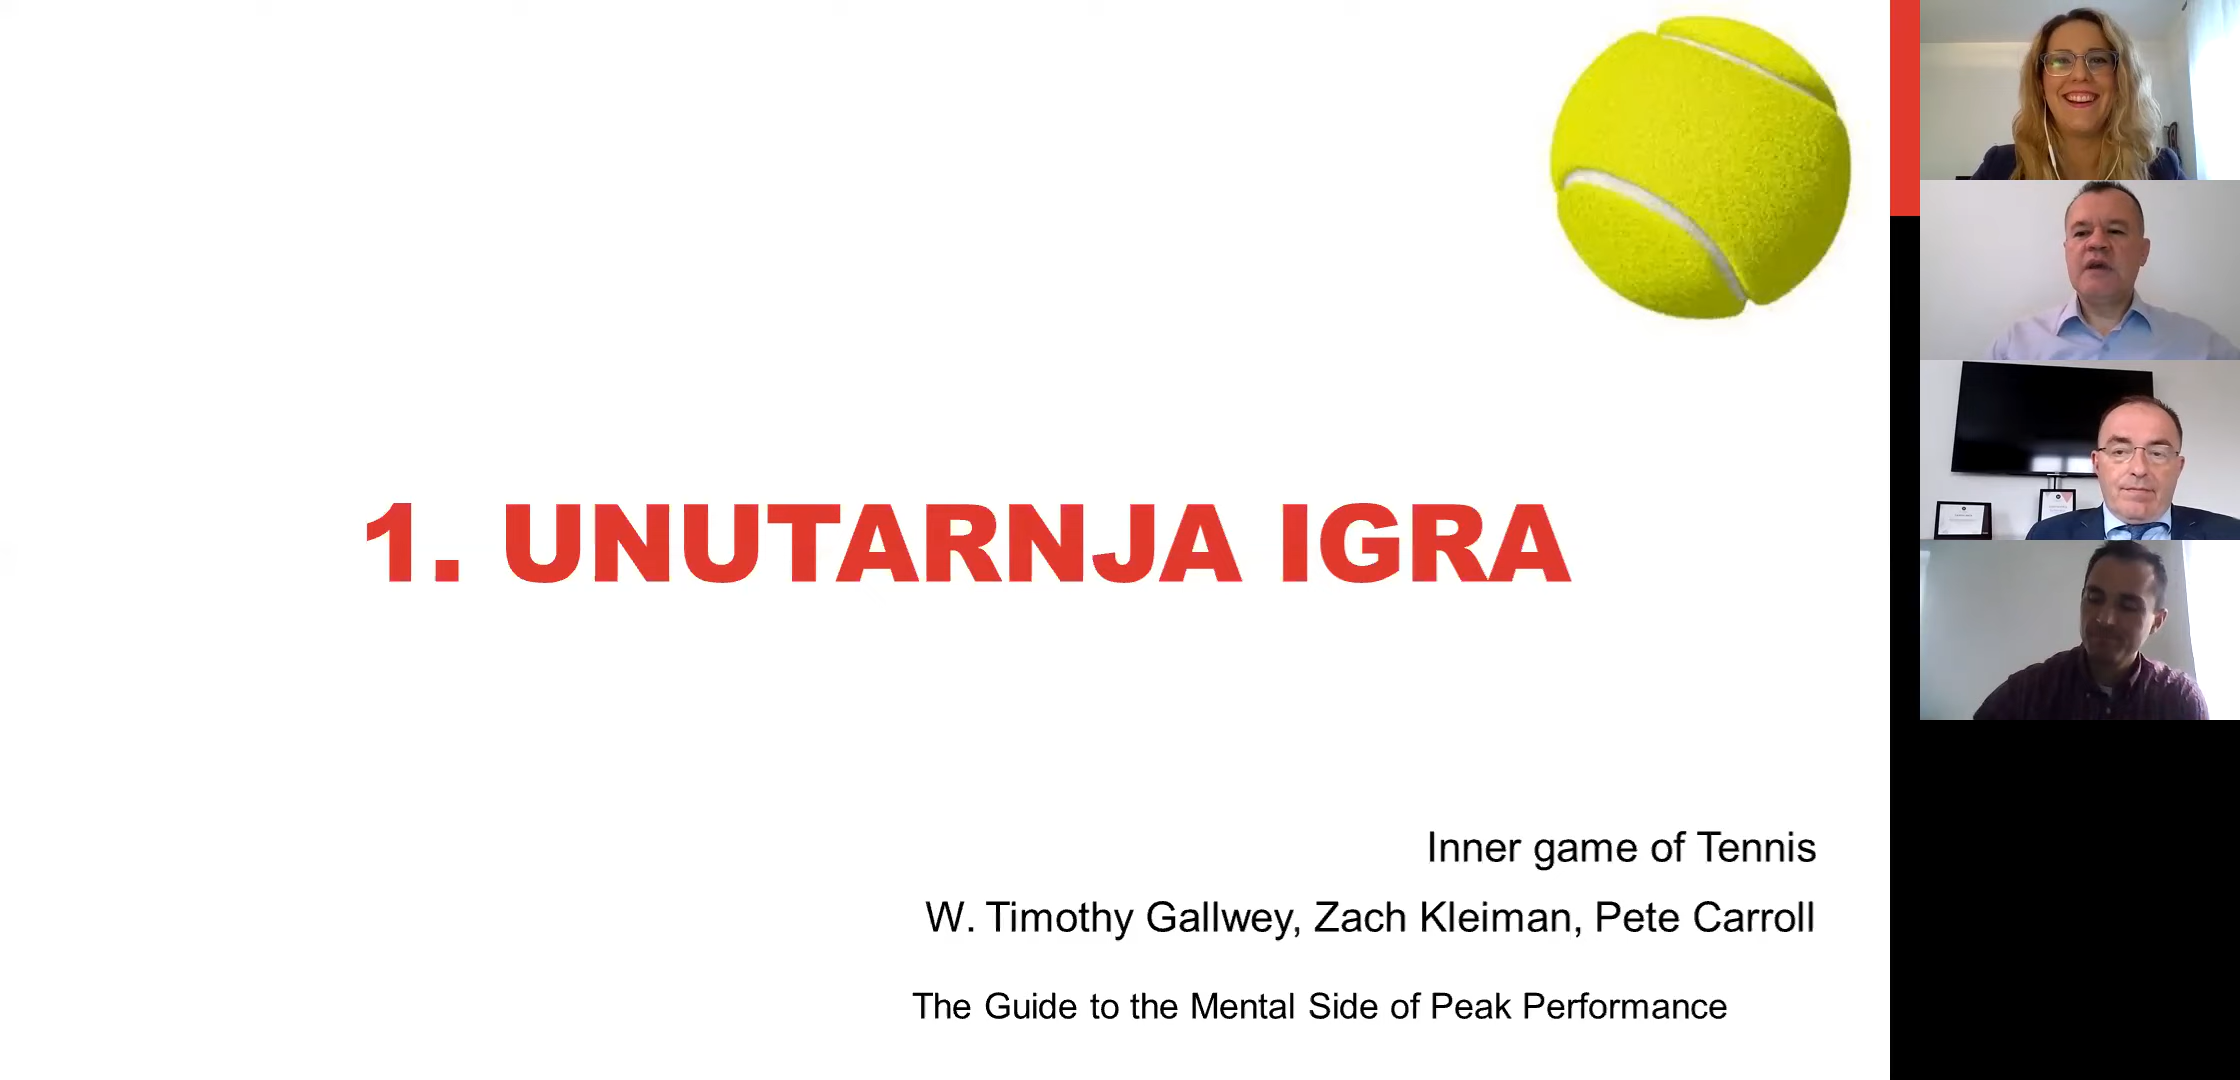 1. UNUTARNJA IGRA
Inner game of Tennis
W. Timothy Gallwey, Zach Kleiman, Pete Carroll
The Guide to the Mental Side of Peak Performance